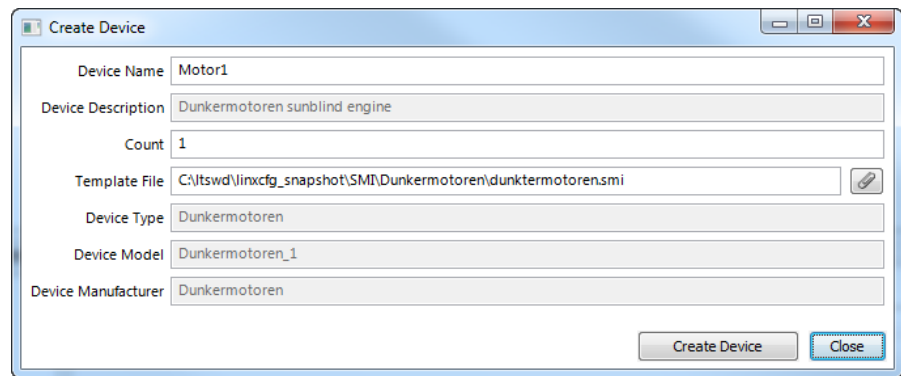 Create Device
Device Name Motor1
Device Description Dunkermotoren sunblind engine
Count 1
Template File C:\ltswd\linxcfg_snapshot\SMI\Dunkermotoren\dunktermotoren.smi
Device Type Dunkermotoren
Device Model Dunkermotoren_1
Device Manufacturer Dunkermotoren
Create Device Close